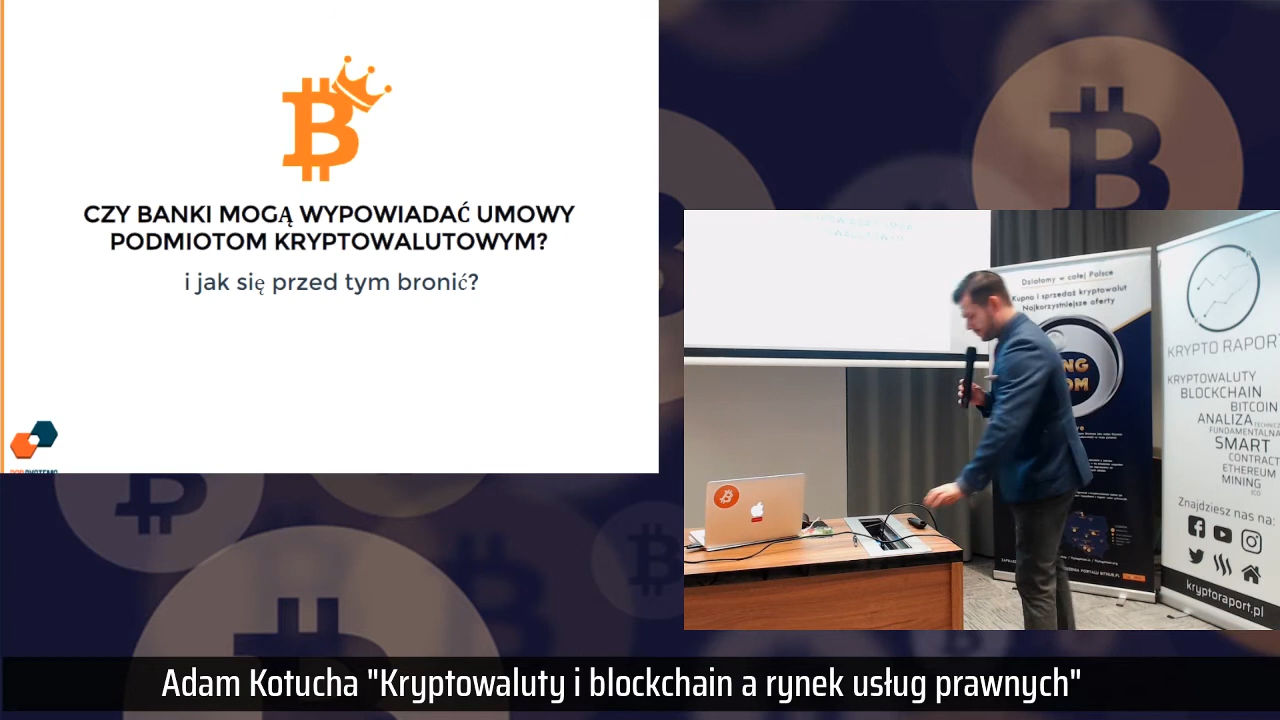 CZY BANKI MOGĄ WYPOWIADAĆ UMOWY
PODMIOTOM KRYPTOWALUTOWYM?
i jak się przed tym bronić?
Działamy w całej Polsce
Kupno i sprzedaż kryptowalut
Najkorzystniejsze oferty
KRYPTO RAPORT
KRYPTOWALUTY
BLOCKCHAIN
BITCOIN
ANALIZA TECHNICZ
FUNDAMENTALNA
SMART
CONTRACT
ETHEREUM
MINING
ICO
Znajdziesz nas na:
kryptoraport.pl
Adam Kotucha "Kryptowaluty i blockchain a rynek usług prawnych"